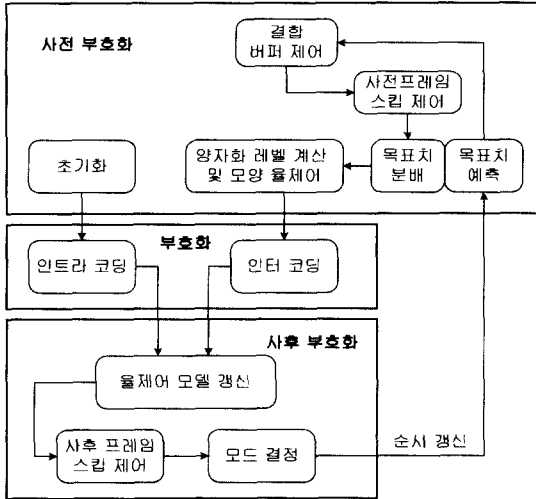 사전 부호화
결합
버퍼 제어
사전프레임
스킵 제어
초기화
양자화 레벨 계산
및 모양 율제어
목표치
분배
목표치
예측
부호화
인트라 코딩
인터 코딩
사후 부호화
율제어 모델 갱신
사후 프레임
스킵 제어
모드 결정
순서 갱신